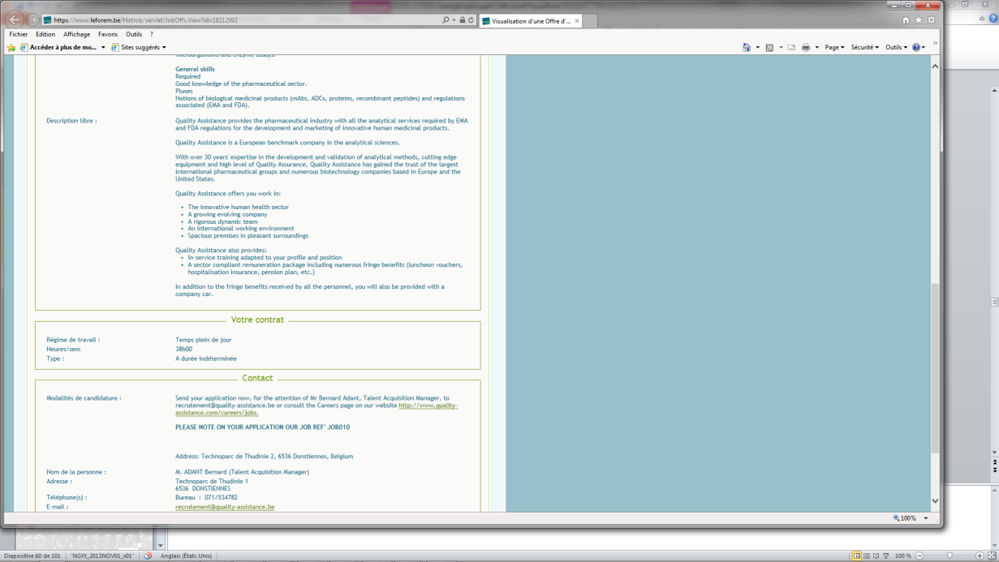 https://www.leforem.be/HotJob/servlet/JobOffs.View?id=18212992
Visualisation d'une Offre d'...
Fichier Edition Affichage Favoris Outils ?
Accéder à plus de mo... Sites suggérés
Page Sécurité Outils
microorganisms and enzyme assays.
General skills
Required
Good knowledge of the pharmaceutical sector.
Pluses
Notions of biological medicinal products (mAbs, ADCs, proteins, recombinant peptides) and regulations
associated (EMA and FDA).
Description libre : Quality Assistance provides the pharmaceutical industry with all the analytical services required by EMA
and FDA regulations for the development and marketing of innovative human medicinal products.
Quality Assistance is a European benchmark company in the analytical sciences.
With over 30 years' expertise in the development and validation of analytical methods, cutting edge
equipment and high level of Quality Assurance, Quality Assistance has gained the trust of the largest
international pharmaceutical groups and numerous biotechnology companies based in Europe and the
United States.
Quality Assistance offers you work in:
• The innovative human health sector
• A growing evolving company
• A rigorous dynamic team
• An international working environment
• Spacious premises in pleasant surroundings
Quality Assistance also provides:
• In-service training adapted to your profile and position
• A sector compliant remuneration package including numerous fringe benefits (luncheon vouchers,
hospitalisation insurance, pension plan, etc.)
In addition to the fringe benefits received by all the personnel, you will also be provided with a
company car.
Votre contrat
Régime de travail : Temps plein de jour
Heures/sem 38h00
Type : A durée indéterminée
Contact
Modalités de candidature : Send your application now, for the attention of Mr Bernard Adant, Talent Acquisition Manager, to
recrutement@quality-assistance.be or consult the Careers page on our website http://www.quality-
assistance.com/careers/jobs.
PLEASE NOTE ON YOUR APPLICATION OUR JOB REF' JOB010
Address: Technoparc de Thudinie 2, 6536 Donstiennes, Belgium
Nom de la personne : M. ADANT Bernard (Talent Acquisition Manager)
Adresse : Technoparc de Thudinie 1
6536 DONSTIENNES
Téléphone(s) : Bureau : 071/534782
E-mail : recrutement@quality-assistance.be
100%
Diapositive 60 de 101 "NGYX_2013NOV01_v01" Anglais (États Unis) 100 %